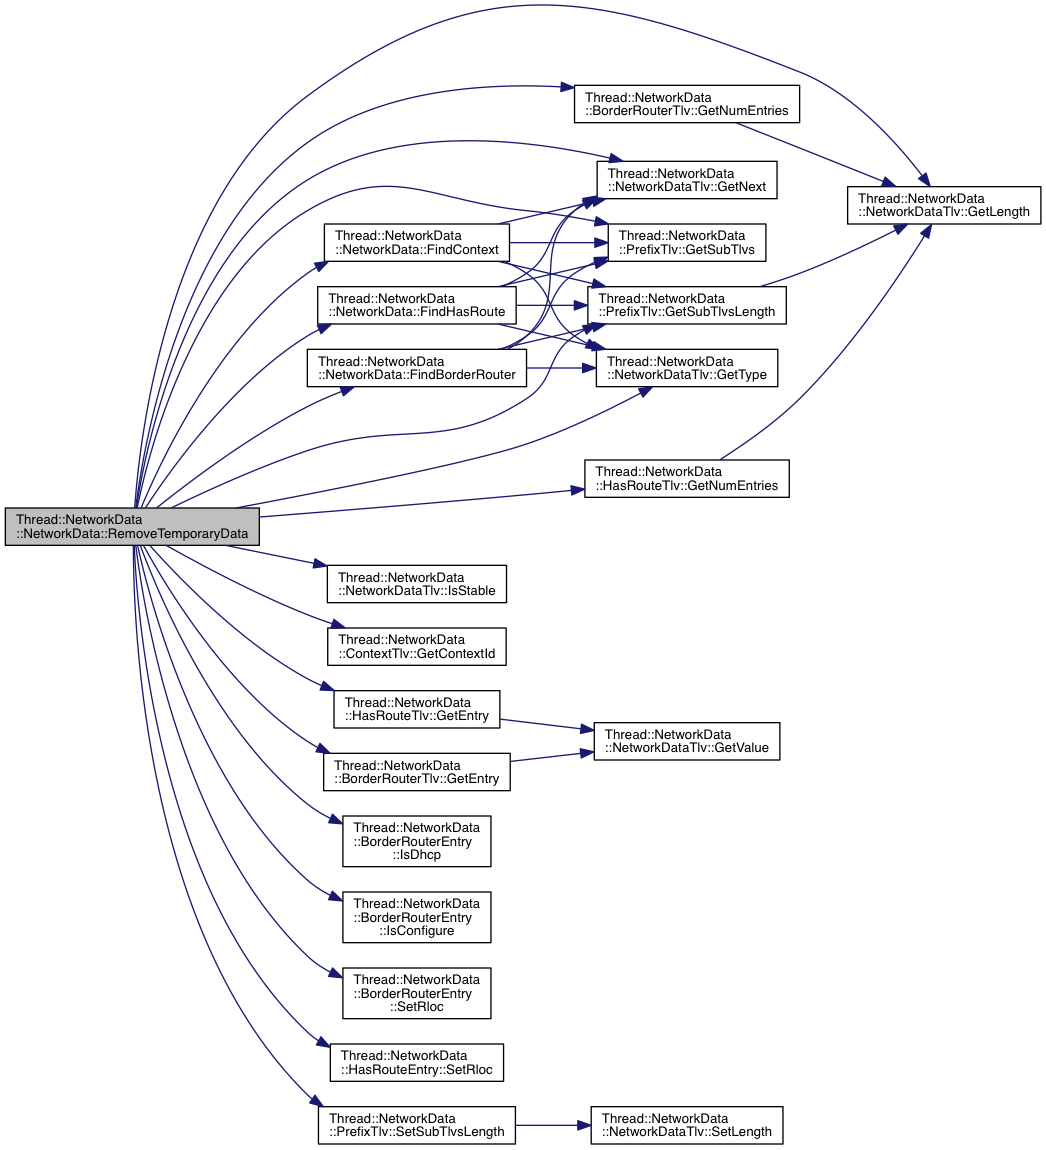 Thread::NetworkData
::BorderRouterTlv::GetNumEntries
Thread::NetworkData
::NetworkDataTlv::GetNext
Thread::NetworkData
::NetworkDataTlv::GetLength
Thread::NetworkData
::NetworkData::FindContext
Thread::NetworkData
::PrefixTlv::GetSubTlvs
Thread::NetworkData
::NetworkData::FindHasRoute
Thread::NetworkData
::PrefixTlv::GetSubTlvsLength
Thread::NetworkData
::NetworkData::FindBorderRouter
Thread::NetworkData
::NetworkDataTlv::GetType
Thread::NetworkData
::HasRouteTlv::GetNumEntries
Thread::NetworkData
::NetworkData::RemoveTemporaryData
Thread::NetworkData
::NetworkDataTlv::IsStable
Thread::NetworkData
::ContextTlv::GetContextId
Thread::NetworkData
::HasRouteTlv::GetEntry
Thread::NetworkData
::NetworkDataTlv::GetValue
Thread::NetworkData
::BorderRouterTlv::GetEntry
Thread::NetworkData
::BorderRouterEntry
::IsDhcp
Thread::NetworkData
::BorderRouterEntry
::IsConfigure
Thread::NetworkData
::BorderRouterEntry
::SetRloc
Thread::NetworkData
::HasRouteEntry::SetRloc
Thread::NetworkData
::PrefixTlv::SetSubTlvsLength
Thread::NetworkData
::NetworkDataTlv::SetLength